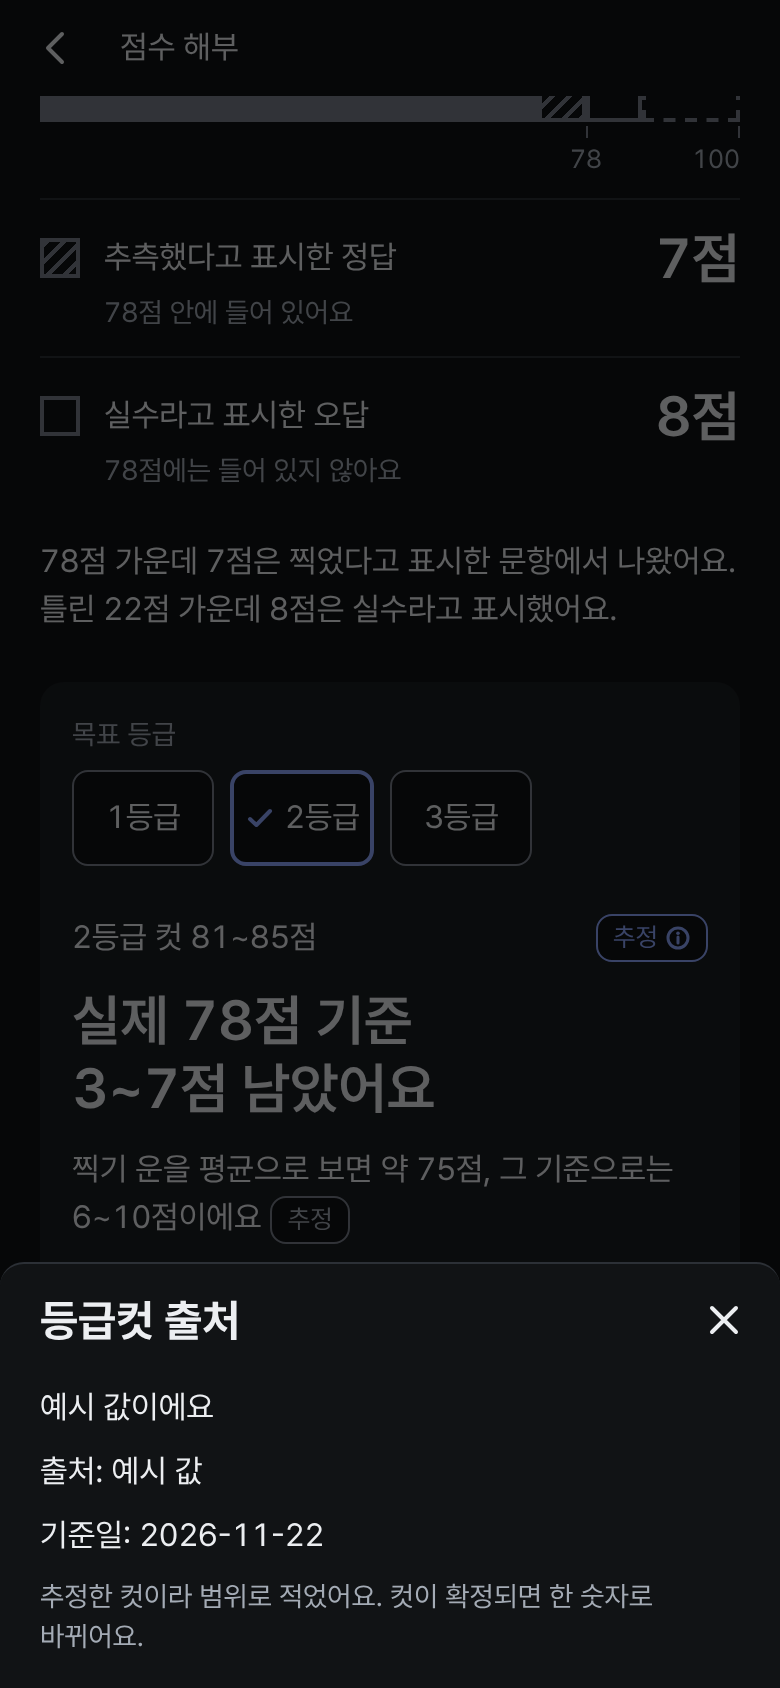 점수 해부
78 100
추측했다고 표시한 정답 7점
78점 안에 들어 있어요
실수라고 표시한 오답 8점
78점에는 들어 있지 않아요
78점 가운데 7점은 찍었다고 표시한 문항에서 나왔어요.
틀린 22점 가운데 8점은 실수라고 표시했어요.
목표 등급
1등급 2등급 3등급
2등급 컷 81~85점 추정
실제 78점 기준
3~7점 남았어요
찍기 운을 평균으로 보면 약 75점, 그 기준으로는
6~10점이에요 추정
등급컷 출처
예시 값이에요
출처: 예시 값
기준일: 2026-11-22
추정한 컷이라 범위로 적었어요. 컷이 확정되면 한 숫자로
바뀌어요.